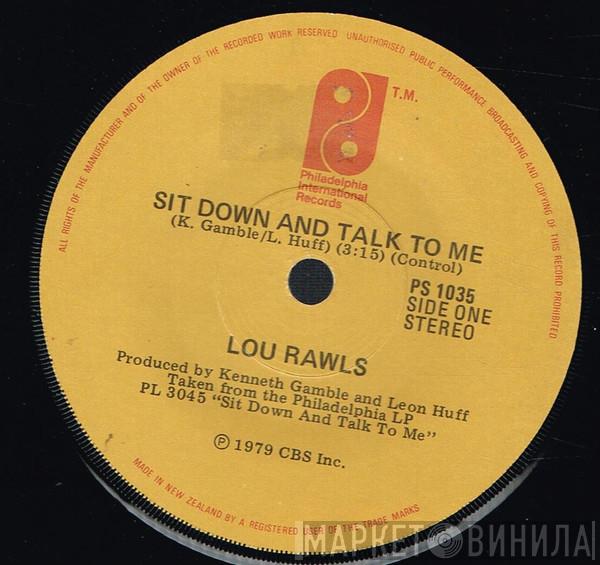 ALL RIGHTS OF THE MANUFACTURER AND OF THE OWNER OF THE RECORDED WORK RESERVED UNAUTHORISED PUBLIC PERFORMANCE BROADCASTING AND COPYING OF THIS RECORD PROHIBITED
T.M.
Philadelphia
International
Records
SIT DOWN AND TALK TO ME
(K. Gamble/L. Huff) (3:15) (Control)
PS 1035
SIDE ONE
STEREO
LOU RAWLS
Produced by Kenneth Gamble and Leon Huff
Taken from the Philadelphia LP
PL 3045 "Sit Down And Talk To Me"
℗ 1979 CBS Inc.
MADE IN NEW ZEALAND BY A REGISTERED USER OF THE TRADE MARKS
МАРКЕТ ВИНИЛА